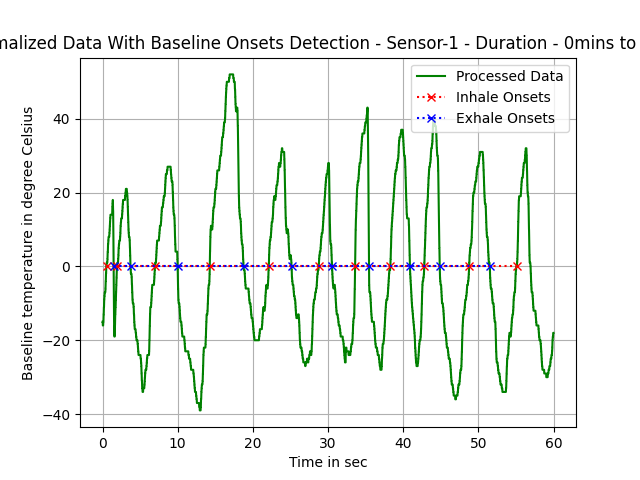 malized Data With Baseline Onsets Detection - Sensor-1 - Duration - 0mins to
Processed Data
Inhale Onsets
Exhale Onsets
Baseline temperature in degree Celsius
40
20
0
−20
−40
0 10 20 30 40 50 60
Time in sec